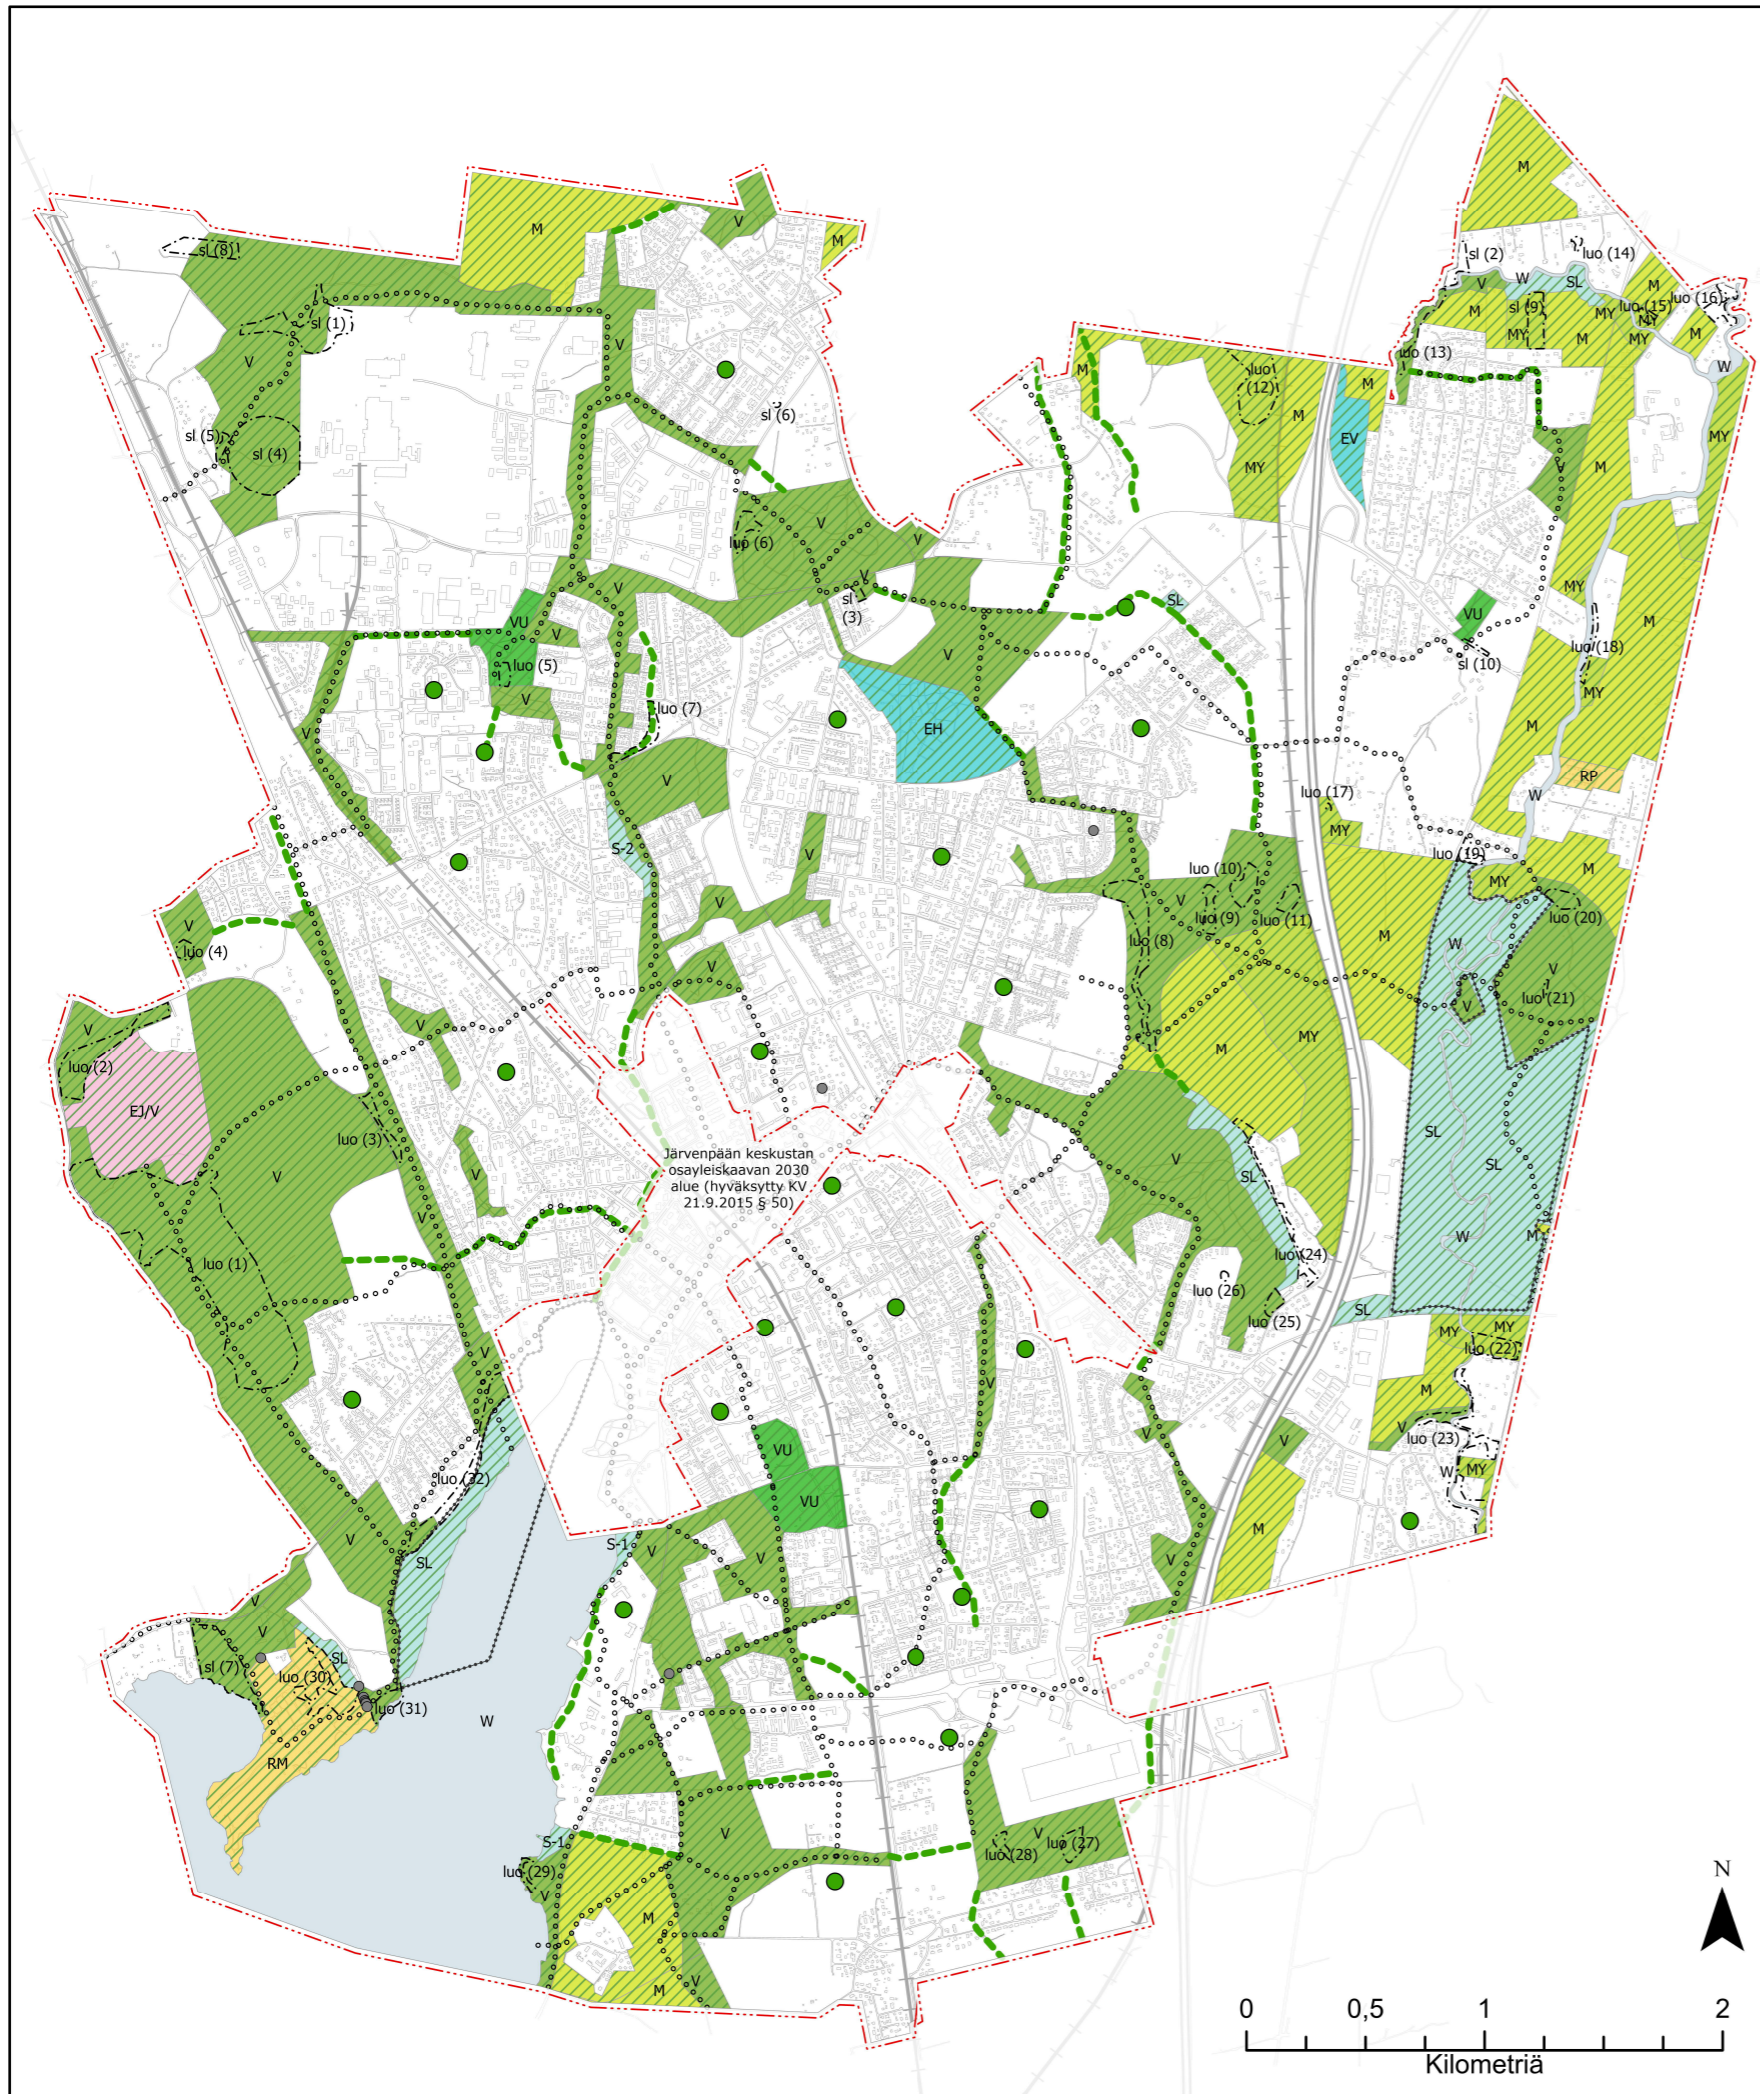 M
V
M
M
sl (8)
sl (2)
luo (14)
W
SL
V
M
luo (16)
sl (1)
sl (9)
luo (15)
M
MY
MY
M
MY
M
MY
V
V
luo (13)
W
luo
(12)
M
M
M
sl (6)
EV
sl (5)
sl (4)
MY
V
M
MY
luo (6)
V
V
V
V
sl
(3)
SL
MY
VU
V
VU
M
luo (5)
V
luo (18)
sl (10)
V
MY
luo (7)
V
EH
M
V
RP
W
luo (17)
S-2
MY
V
luo (19)
M
luo (10)
MY
V
V
luo (9)
luo (11)
luo (20)
V
luo (4)
luo (8)
M
W
V
V
luo (21)
V
V
V
MY
M
luo (2)
EJ/V
luo (3)
SL
Järvenpään keskustan
osayleiskaavan 2030
alue (hyväksytty KV
21.9.2015 § 50)
V
V
V
SL
SL
V
W
MY
luo (1)
luo (24)
luo (26)
SL
luo (25)
MY
MY
luo (22)
V
V
M
V
V
luo (23)
V
VU
luo (32)
W
MY
VU
M
S-1
V
V
V
V
SL
V
V
SL
sl (7)
luo (30)
luo (31)
W
RM
V
V
luo (27)
luo (28)
S-1
luo (29)
V
M
V
M
N
0
0,5
1
2
Kilometriä